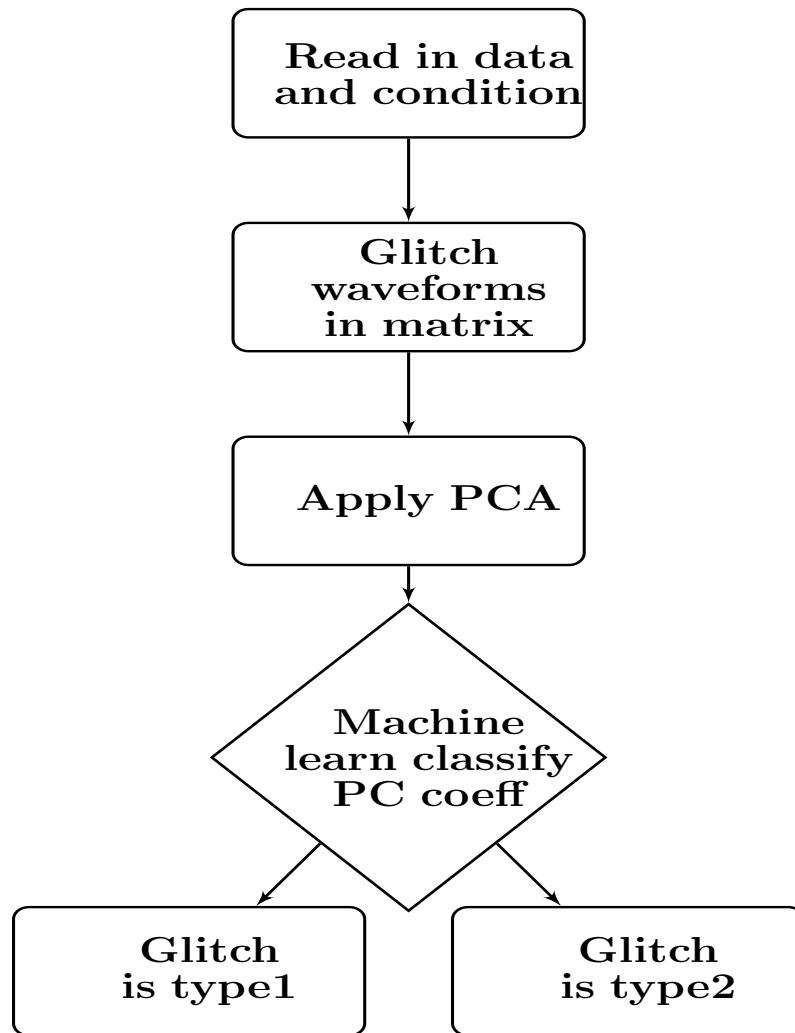 Read in data
and condition
Glitch
waveforms
in matrix
Apply PCA
Machine
learn classify
PC coeff
Glitch
is type1
Glitch
is type2